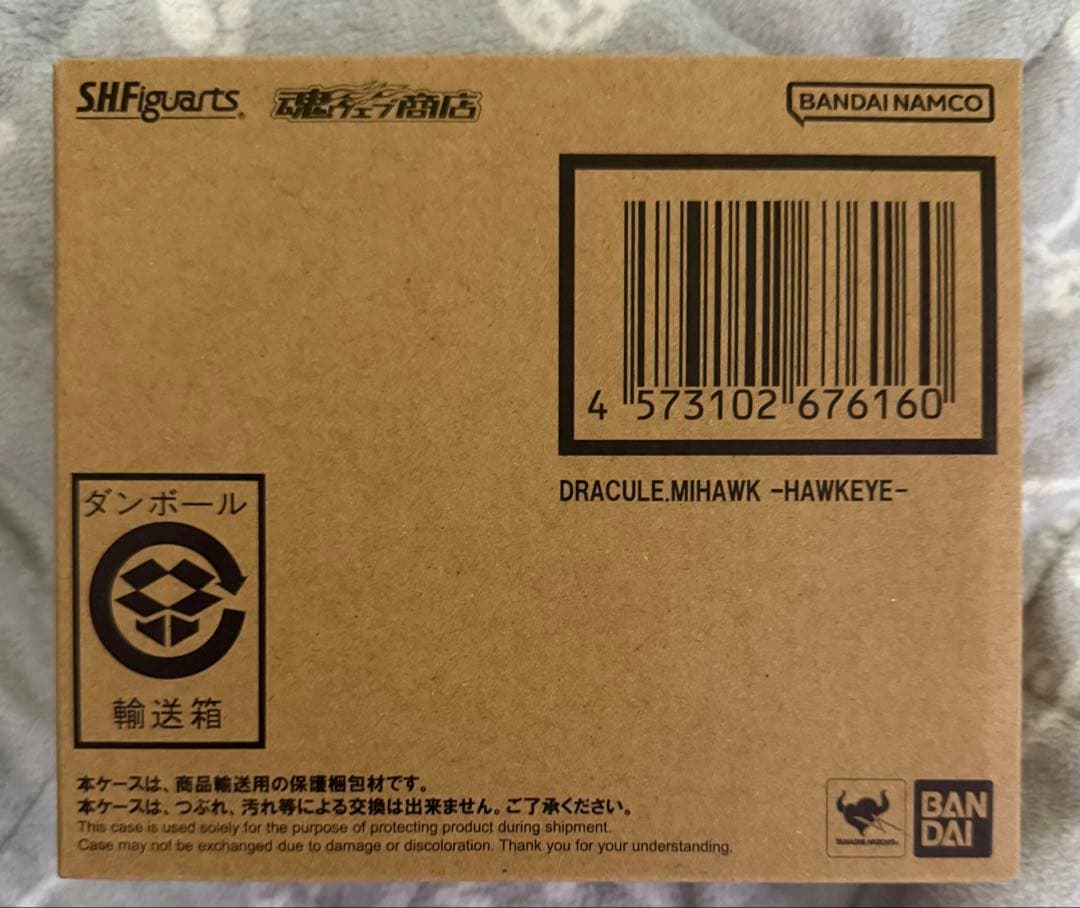 S.H.Figuarts®
魂ウェブ商店
BANDAI NAMCO
4 573102 676160
DRACULE.MIHAWK -HAWKEYE-
ダンボール
輸送箱
本ケースは、商品輸送用の保護梱包材です。
本ケースは、つぶれ、汚れ等による交換は出来ません。ご了承ください。
This case is used solely for the purpose of protecting product during shipment.
Case may not be exchanged due to damage or discoloration. Thank you for your understanding.
TAMASHII NATIONS
BAN
DAI